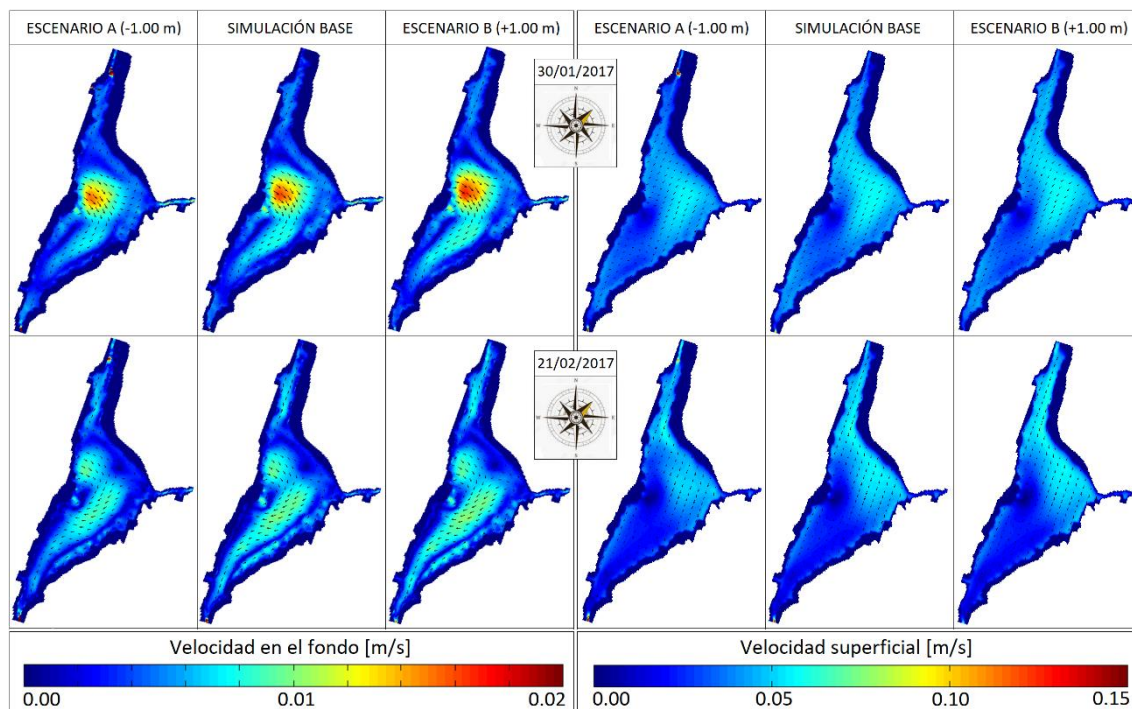 ESCENARIO A (-1.00 m) SIMULACIÓN BASE ESCENARIO B (+1.00 m) ESCENARIO A (-1.00 m) SIMULACIÓN BASE ESCENARIO B (+1.00 m)
30/01/2017
N
W E
S
21/02/2017
N
W E
S
Velocidad en el fondo [m/s] Velocidad superficial [m/s]
0.00 0.01 0.02 0.00 0.05 0.10 0.15